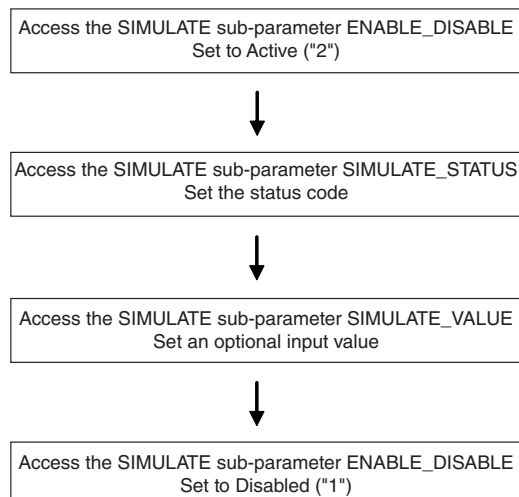 Access the SIMULATE sub-parameter ENABLE_DISABLE
Set to Active ("2")
Access the SIMULATE sub-parameter SIMULATE_STATUS
Set the status code
Access the SIMULATE sub-parameter SIMULATE_VALUE
Set an optional input value
Access the SIMULATE sub-parameter ENABLE_DISABLE
Set to Disabled ("1")